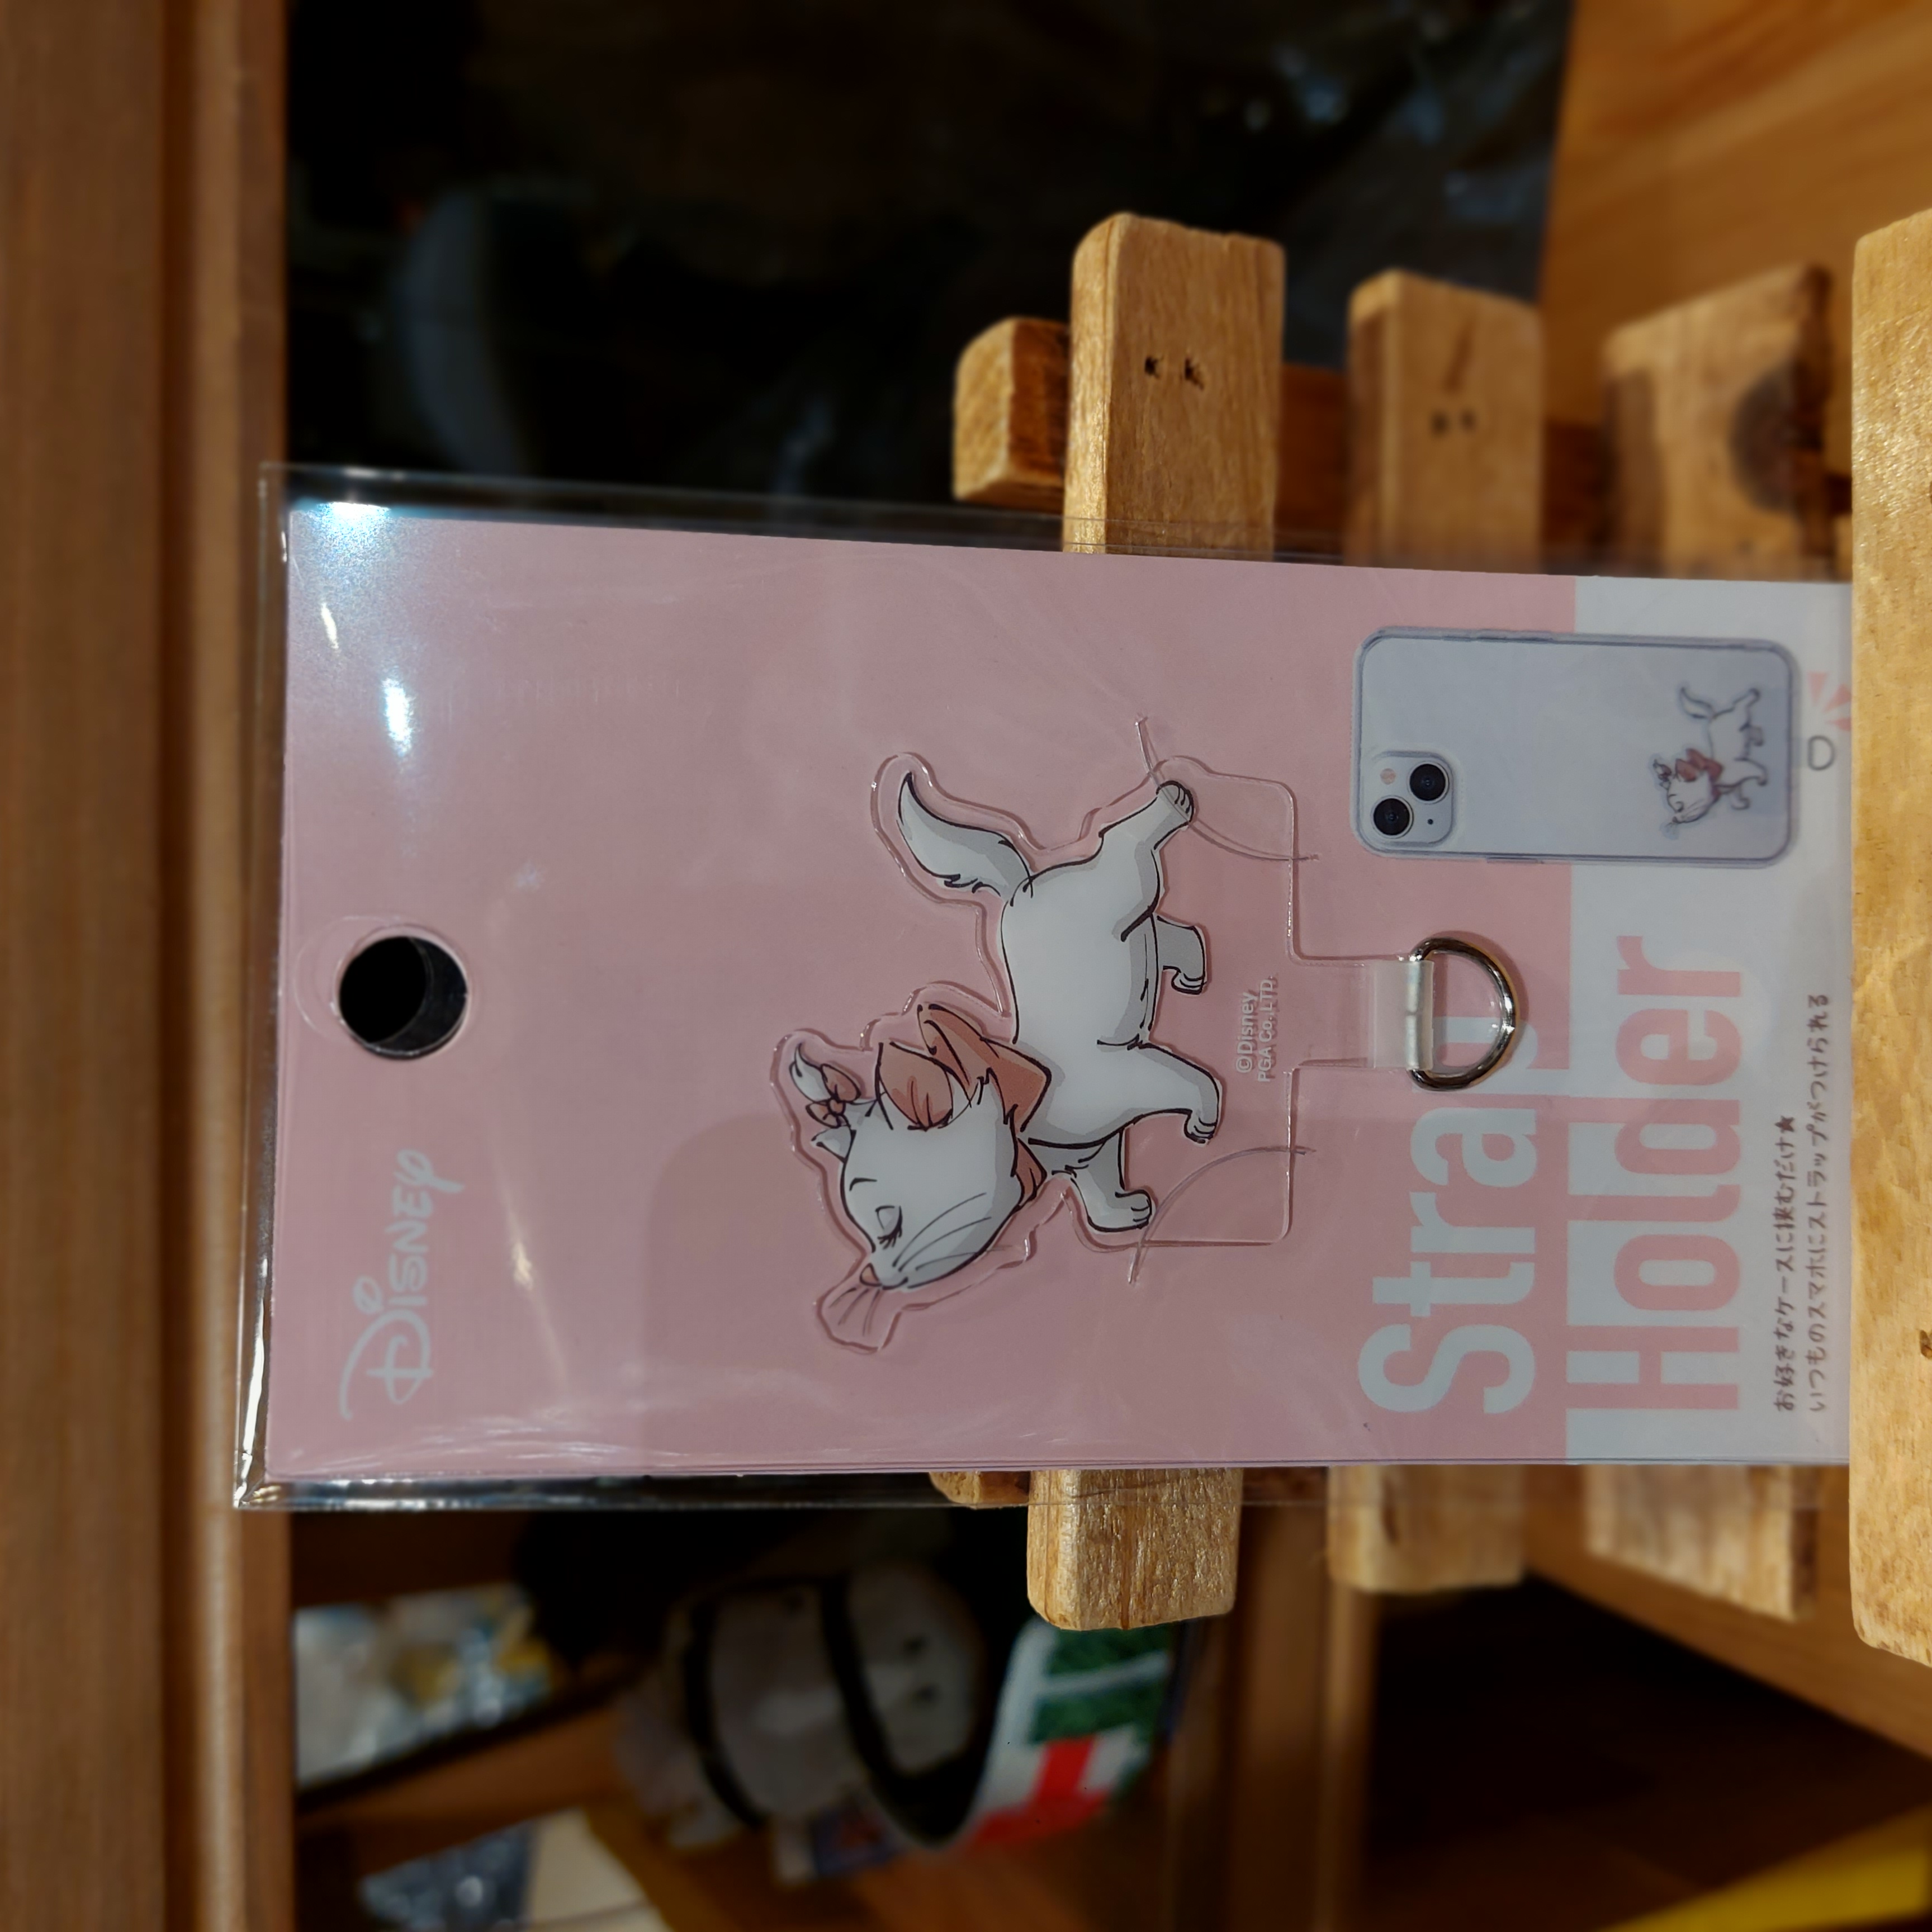 Disney
©Disney
PGA Co., LTD.
Strap
Holder
お好きなケースに挟むだけ★
いつものスマホにストラップがつけられる